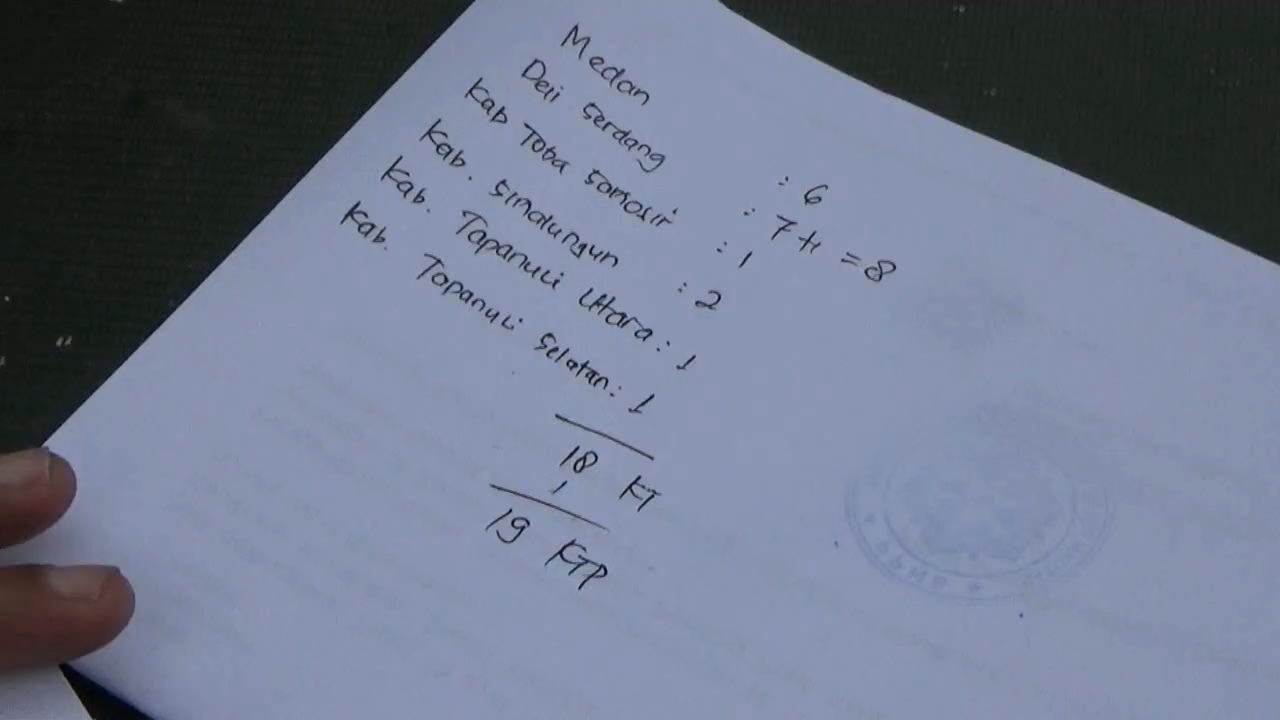 Medan : 6
Deli Serdang : 7+1 = 8
Kab Toba Samosir : 1
Kab. Simalungun : 2
Kab. Tapanuli Utara : 1
Kab. Tapanuli Selatan : 1
18 KT
1
19 KTP